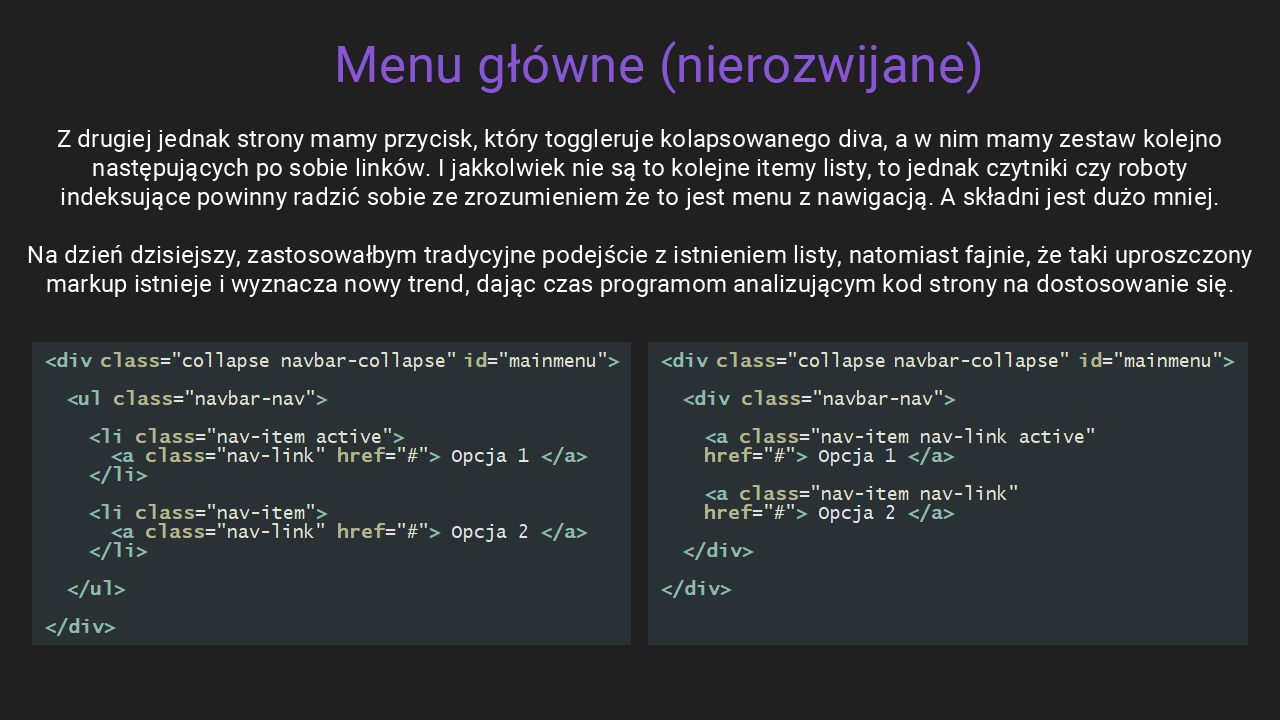 Menu główne (nierozwijane)
Z drugiej jednak strony mamy przycisk, który toggleruje kolapsowanego diva, a w nim mamy zestaw kolejno
następujących po sobie linków. I jakkolwiek nie są to kolejne itemy listy, to jednak czytniki czy roboty
indeksujące powinny radzić sobie ze zrozumieniem że to jest menu z nawigacją. A składni jest dużo mniej.
Na dzień dzisiejszy, zastosowałbym tradycyjne podejście z istnieniem listy, natomiast fajnie, że taki uproszczony
markup istnieje i wyznacza nowy trend, dając czas programom analizującym kod strony na dostosowanie się.
<div class="collapse navbar-collapse" id="mainmenu">
<ul class="navbar-nav">
<li class="nav-item active">
<a class="nav-link" href="#"> Opcja 1 </a>
</li>
<li class="nav-item">
<a class="nav-link" href="#"> Opcja 2 </a>
</li>
</ul>
</div>
<div class="collapse navbar-collapse" id="mainmenu">
<div class="navbar-nav">
<a class="nav-item nav-link active"
href="#"> Opcja 1 </a>
<a class="nav-item nav-link"
href="#"> Opcja 2 </a>
</div>
</div>